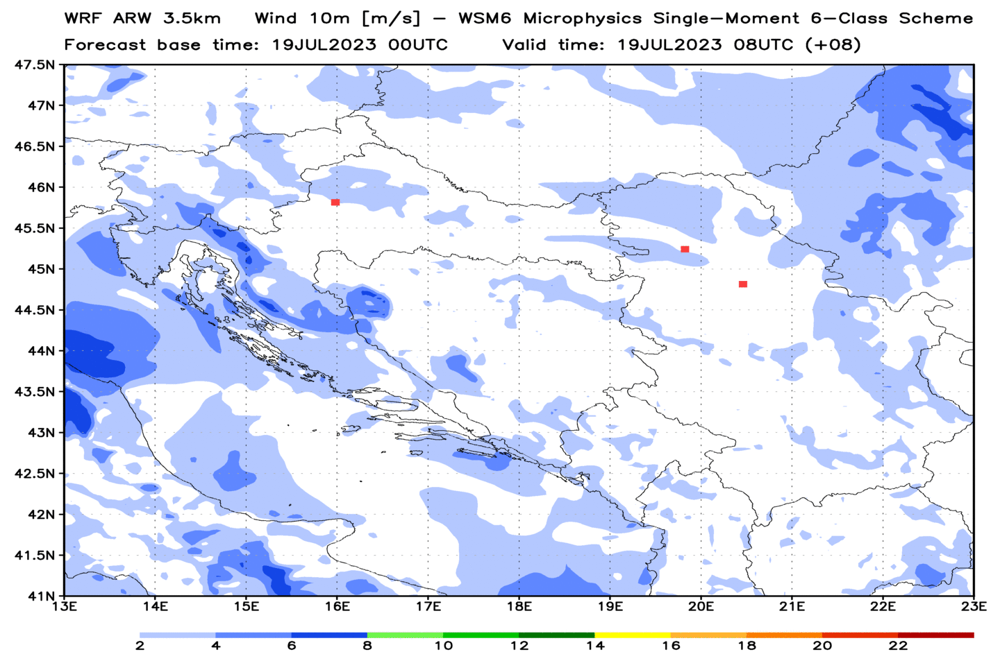 WRF ARW 3.5km Wind 10m [m/s] — WSM6 Microphysics Single—Moment 6—Class Scheme
Forecast base time: 19JUL2023 00UTC Valid time: 19JUL2023 08UTC (+08)
47.5N
47N
46.5N
46N
45.5N
45N
44.5N
44N
43.5N
43N
42.5N
42N
41.5N
41N
13E 14E 15E 16E 17E 18E 19E 20E 21E 22E 23E
2 4 6 8 10 12 14 16 18 20 22